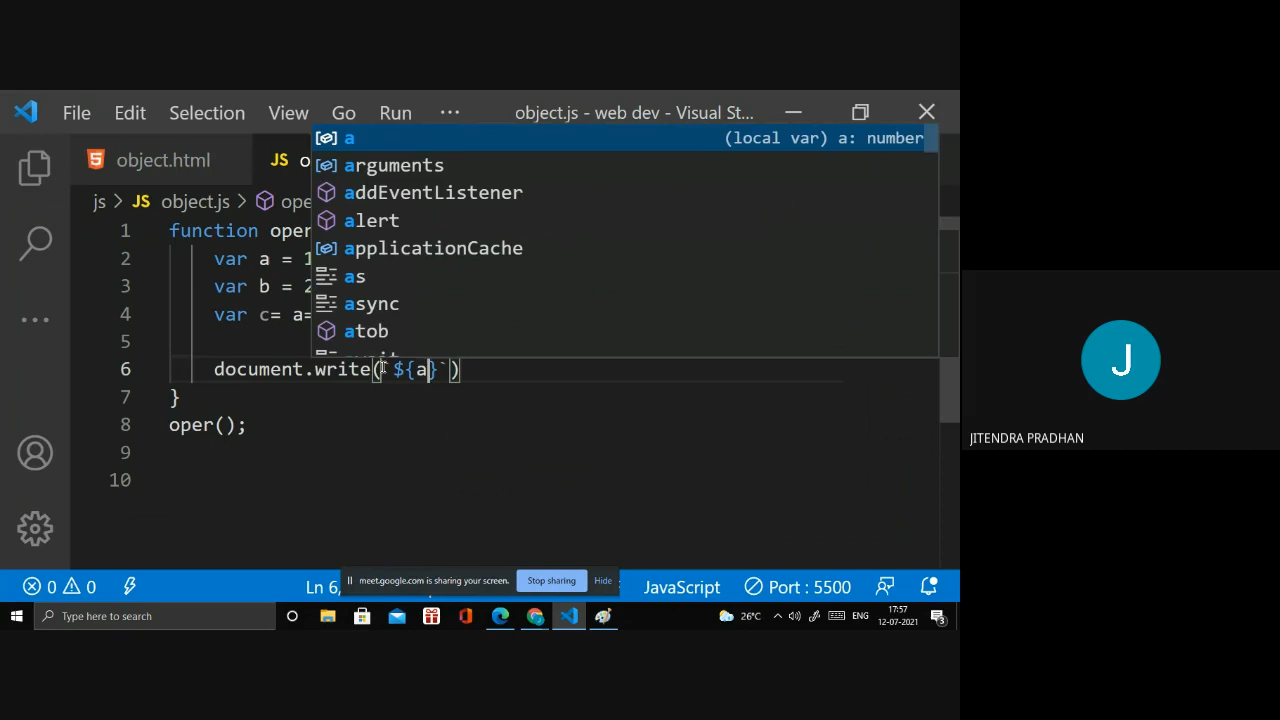 File Edit Selection View Go Run ··· object.js - web dev - Visual St...
a (local var) a: number
arguments
addEventListener
alert
applicationCache
as
async
atob
object.html JS
js > JS object.js >
1 function oper
2 var a = 1
3 var b = 2
4 var c= a=
5
6 document.write(`${a}`)
7 }
8 oper();
9
10
0 0 Ln 6, JavaScript Port : 5500
meet.google.com is sharing your screen. Stop sharing Hide
Type here to search 26°C ENG 17:57 12-07-2021 3
J
JITENDRA PRADHAN